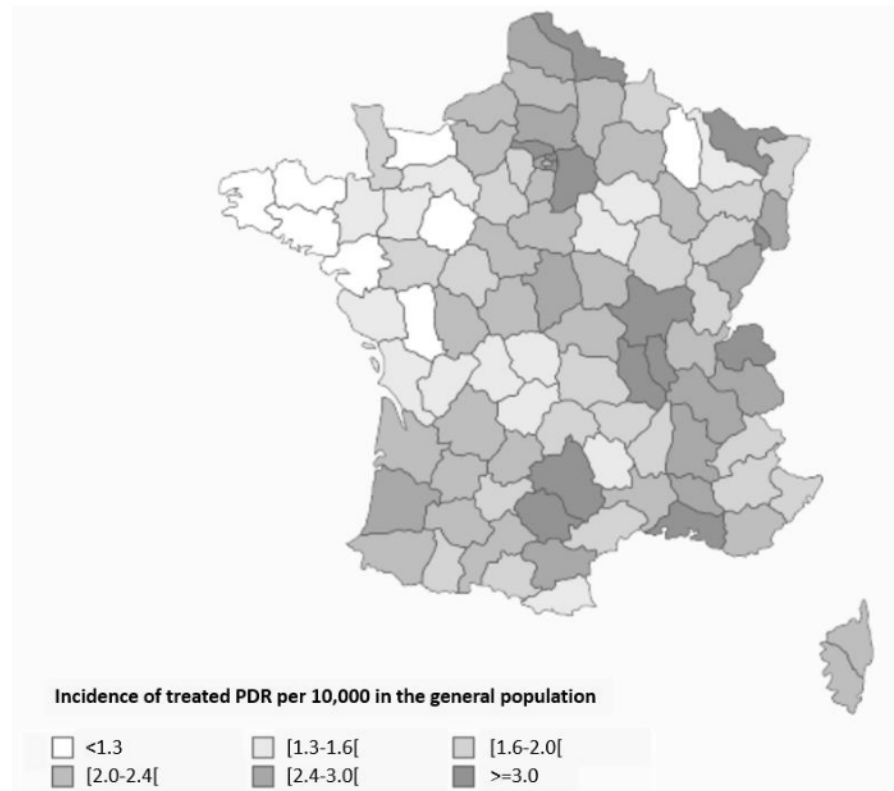 Incidence of treated PDR per 10,000 in the general population
<1.3 [1.3-1.6[ [1.6-2.0[
[2.0-2.4[ [2.4-3.0[ >=3.0